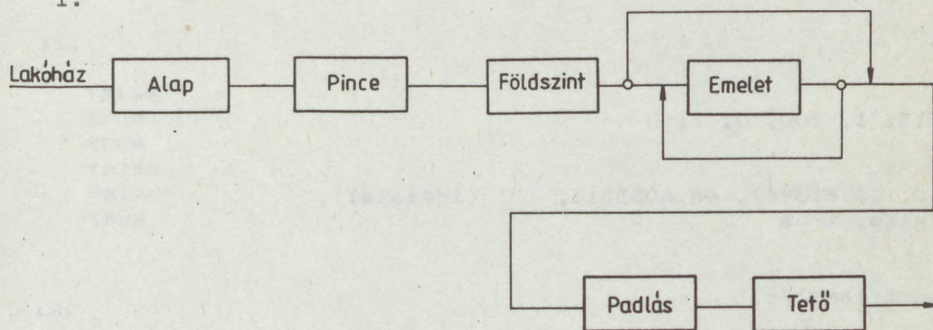 1.
Lakóház
Alap
Pince
Földszint
Emelet
Padlás
Tető